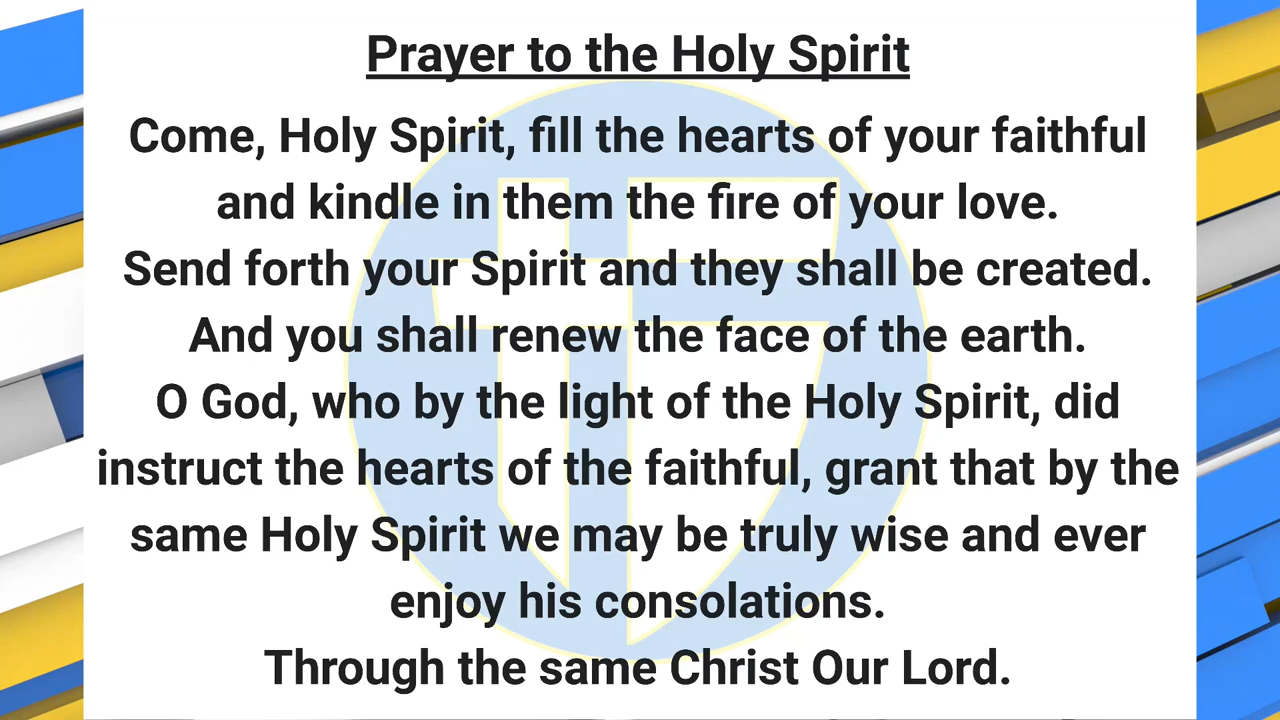 Prayer to the Holy Spirit
Come, Holy Spirit, fill the hearts of your faithful
and kindle in them the fire of your love.
Send forth your Spirit and they shall be created.
And you shall renew the face of the earth.
O God, who by the light of the Holy Spirit, did
instruct the hearts of the faithful, grant that by the
same Holy Spirit we may be truly wise and ever
enjoy his consolations.
Through the same Christ Our Lord.